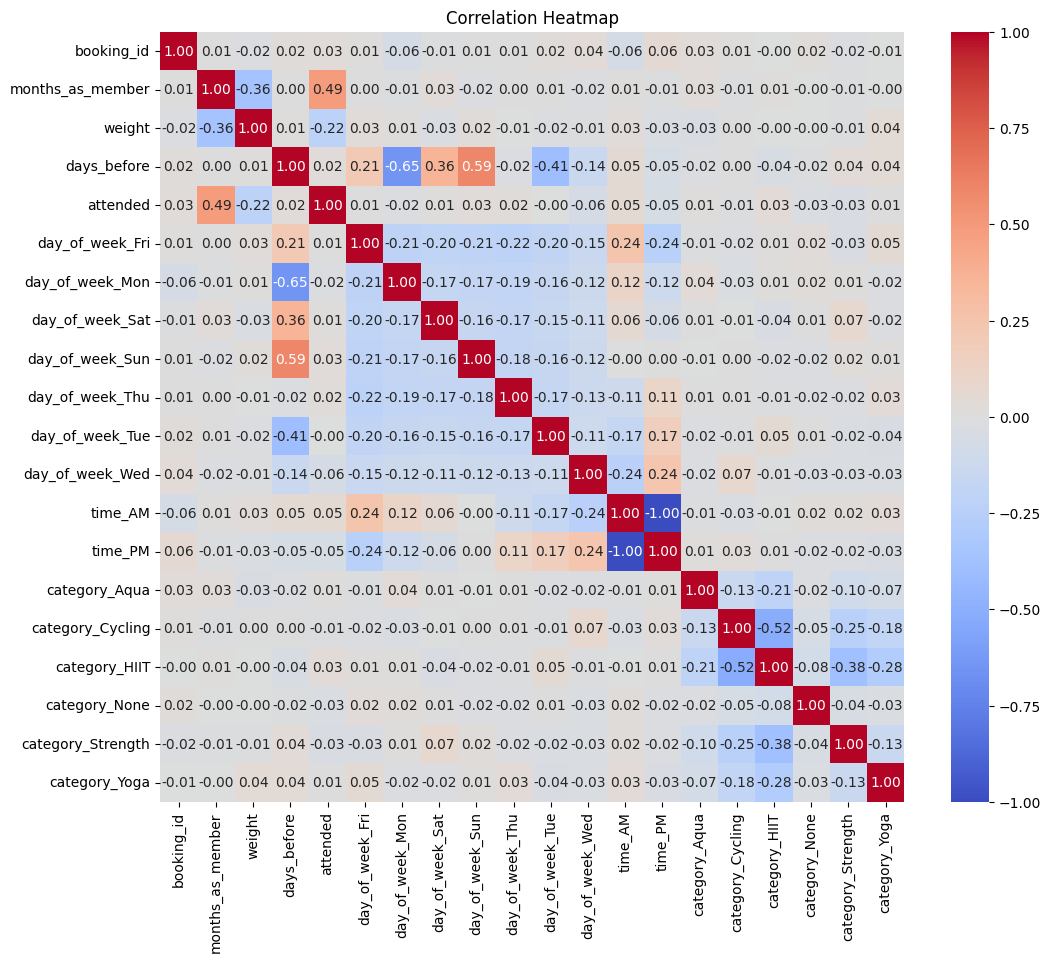 Correlation Heatmap
booking_id 1.00 0.01 -0.02 0.02 0.03 0.01 -0.06 -0.01 0.01 0.01 0.02 0.04 -0.06 0.06 0.03 0.01 -0.00 0.02 -0.02 -0.01
months_as_member 0.01 1.00 -0.36 0.00 0.49 0.00 -0.01 0.03 -0.02 0.00 0.01 -0.02 0.01 -0.01 0.03 -0.01 0.01 -0.00 -0.01 -0.00
weight -0.02 -0.36 1.00 0.01 -0.22 0.03 0.01 -0.03 0.02 -0.01 -0.02 -0.01 0.03 -0.03 -0.03 0.00 -0.00 -0.00 -0.01 0.04
days_before 0.02 0.00 0.01 1.00 0.02 0.21 -0.65 0.36 0.59 -0.02 -0.41 -0.14 0.05 -0.05 -0.02 0.00 -0.04 -0.02 0.04 0.04
attended 0.03 0.49 -0.22 0.02 1.00 0.01 -0.02 0.01 0.03 0.02 -0.00 -0.06 0.05 -0.05 0.01 -0.01 0.03 -0.03 -0.03 0.01
day_of_week_Fri 0.01 0.00 0.03 0.21 0.01 1.00 -0.21 -0.20 -0.21 -0.22 -0.20 -0.15 0.24 -0.24 -0.01 -0.02 0.01 0.02 -0.03 0.05
day_of_week_Mon -0.06 -0.01 0.01 -0.65 -0.02 -0.21 1.00 -0.17 -0.17 -0.19 -0.16 -0.12 0.12 -0.12 0.04 -0.03 0.01 0.02 0.01 -0.02
day_of_week_Sat -0.01 0.03 -0.03 0.36 0.01 -0.20 -0.17 1.00 -0.16 -0.17 -0.15 -0.11 0.06 -0.06 0.01 -0.01 -0.04 0.01 0.07 -0.02
day_of_week_Sun 0.01 -0.02 0.02 0.59 0.03 -0.21 -0.17 -0.16 1.00 -0.18 -0.16 -0.12 -0.00 0.00 -0.01 0.00 -0.02 -0.02 0.02 0.01
day_of_week_Thu 0.01 0.00 -0.01 -0.02 0.02 -0.22 -0.19 -0.17 -0.18 1.00 -0.17 -0.13 -0.11 0.11 0.01 0.01 -0.01 -0.02 -0.02 0.03
day_of_week_Tue 0.02 0.01 -0.02 -0.41 -0.00 -0.20 -0.16 -0.15 -0.16 -0.17 1.00 -0.11 -0.17 0.17 -0.02 -0.01 0.05 0.01 -0.02 -0.04
day_of_week_Wed 0.04 -0.02 -0.01 -0.14 -0.06 -0.15 -0.12 -0.11 -0.12 -0.13 -0.11 1.00 -0.24 0.24 -0.02 0.07 -0.01 -0.03 -0.03 -0.03
time_AM -0.06 0.01 0.03 0.05 0.05 0.24 0.12 0.06 -0.00 -0.11 -0.17 -0.24 1.00 -1.00 -0.01 -0.03 -0.01 0.02 0.02 0.03
time_PM 0.06 -0.01 -0.03 -0.05 -0.05 -0.24 -0.12 -0.06 0.00 0.11 0.17 0.24 -1.00 1.00 0.01 0.03 0.01 -0.02 -0.02 -0.03
category_Aqua 0.03 0.03 -0.03 -0.02 0.01 -0.01 0.04 0.01 -0.01 0.01 -0.02 -0.02 -0.01 0.01 1.00 -0.13 -0.21 -0.02 -0.10 -0.07
category_Cycling 0.01 -0.01 0.00 0.00 -0.01 -0.02 -0.03 -0.01 0.00 0.01 -0.01 0.07 -0.03 0.03 -0.13 1.00 -0.52 -0.05 -0.25 -0.18
category_HIIT -0.00 0.01 -0.00 -0.04 0.03 0.01 0.01 -0.04 -0.02 -0.01 0.05 -0.01 -0.01 0.01 -0.21 -0.52 1.00 -0.08 -0.38 -0.28
category_None 0.02 -0.00 -0.00 -0.02 -0.03 0.02 0.02 0.01 -0.02 -0.02 0.01 -0.03 0.02 -0.02 -0.02 -0.05 -0.08 1.00 -0.04 -0.03
category_Strength -0.02 -0.01 -0.01 0.04 -0.03 -0.03 0.01 0.07 0.02 -0.02 -0.02 -0.03 0.02 -0.02 -0.10 -0.25 -0.38 -0.04 1.00 -0.13
category_Yoga -0.01 -0.00 0.04 0.04 0.01 0.05 -0.02 -0.02 0.01 0.03 -0.04 -0.03 0.03 -0.03 -0.07 -0.18 -0.28 -0.03 -0.13 1.00
booking_id months_as_member weight days_before attended day_of_week_Fri day_of_week_Mon day_of_week_Sat day_of_week_Sun day_of_week_Thu day_of_week_Tue day_of_week_Wed time_AM time_PM category_Aqua category_Cycling category_HIIT category_None category_Strength category_Yoga
1.00
0.75
0.50
0.25
0.00
-0.25
-0.50
-0.75
-1.00